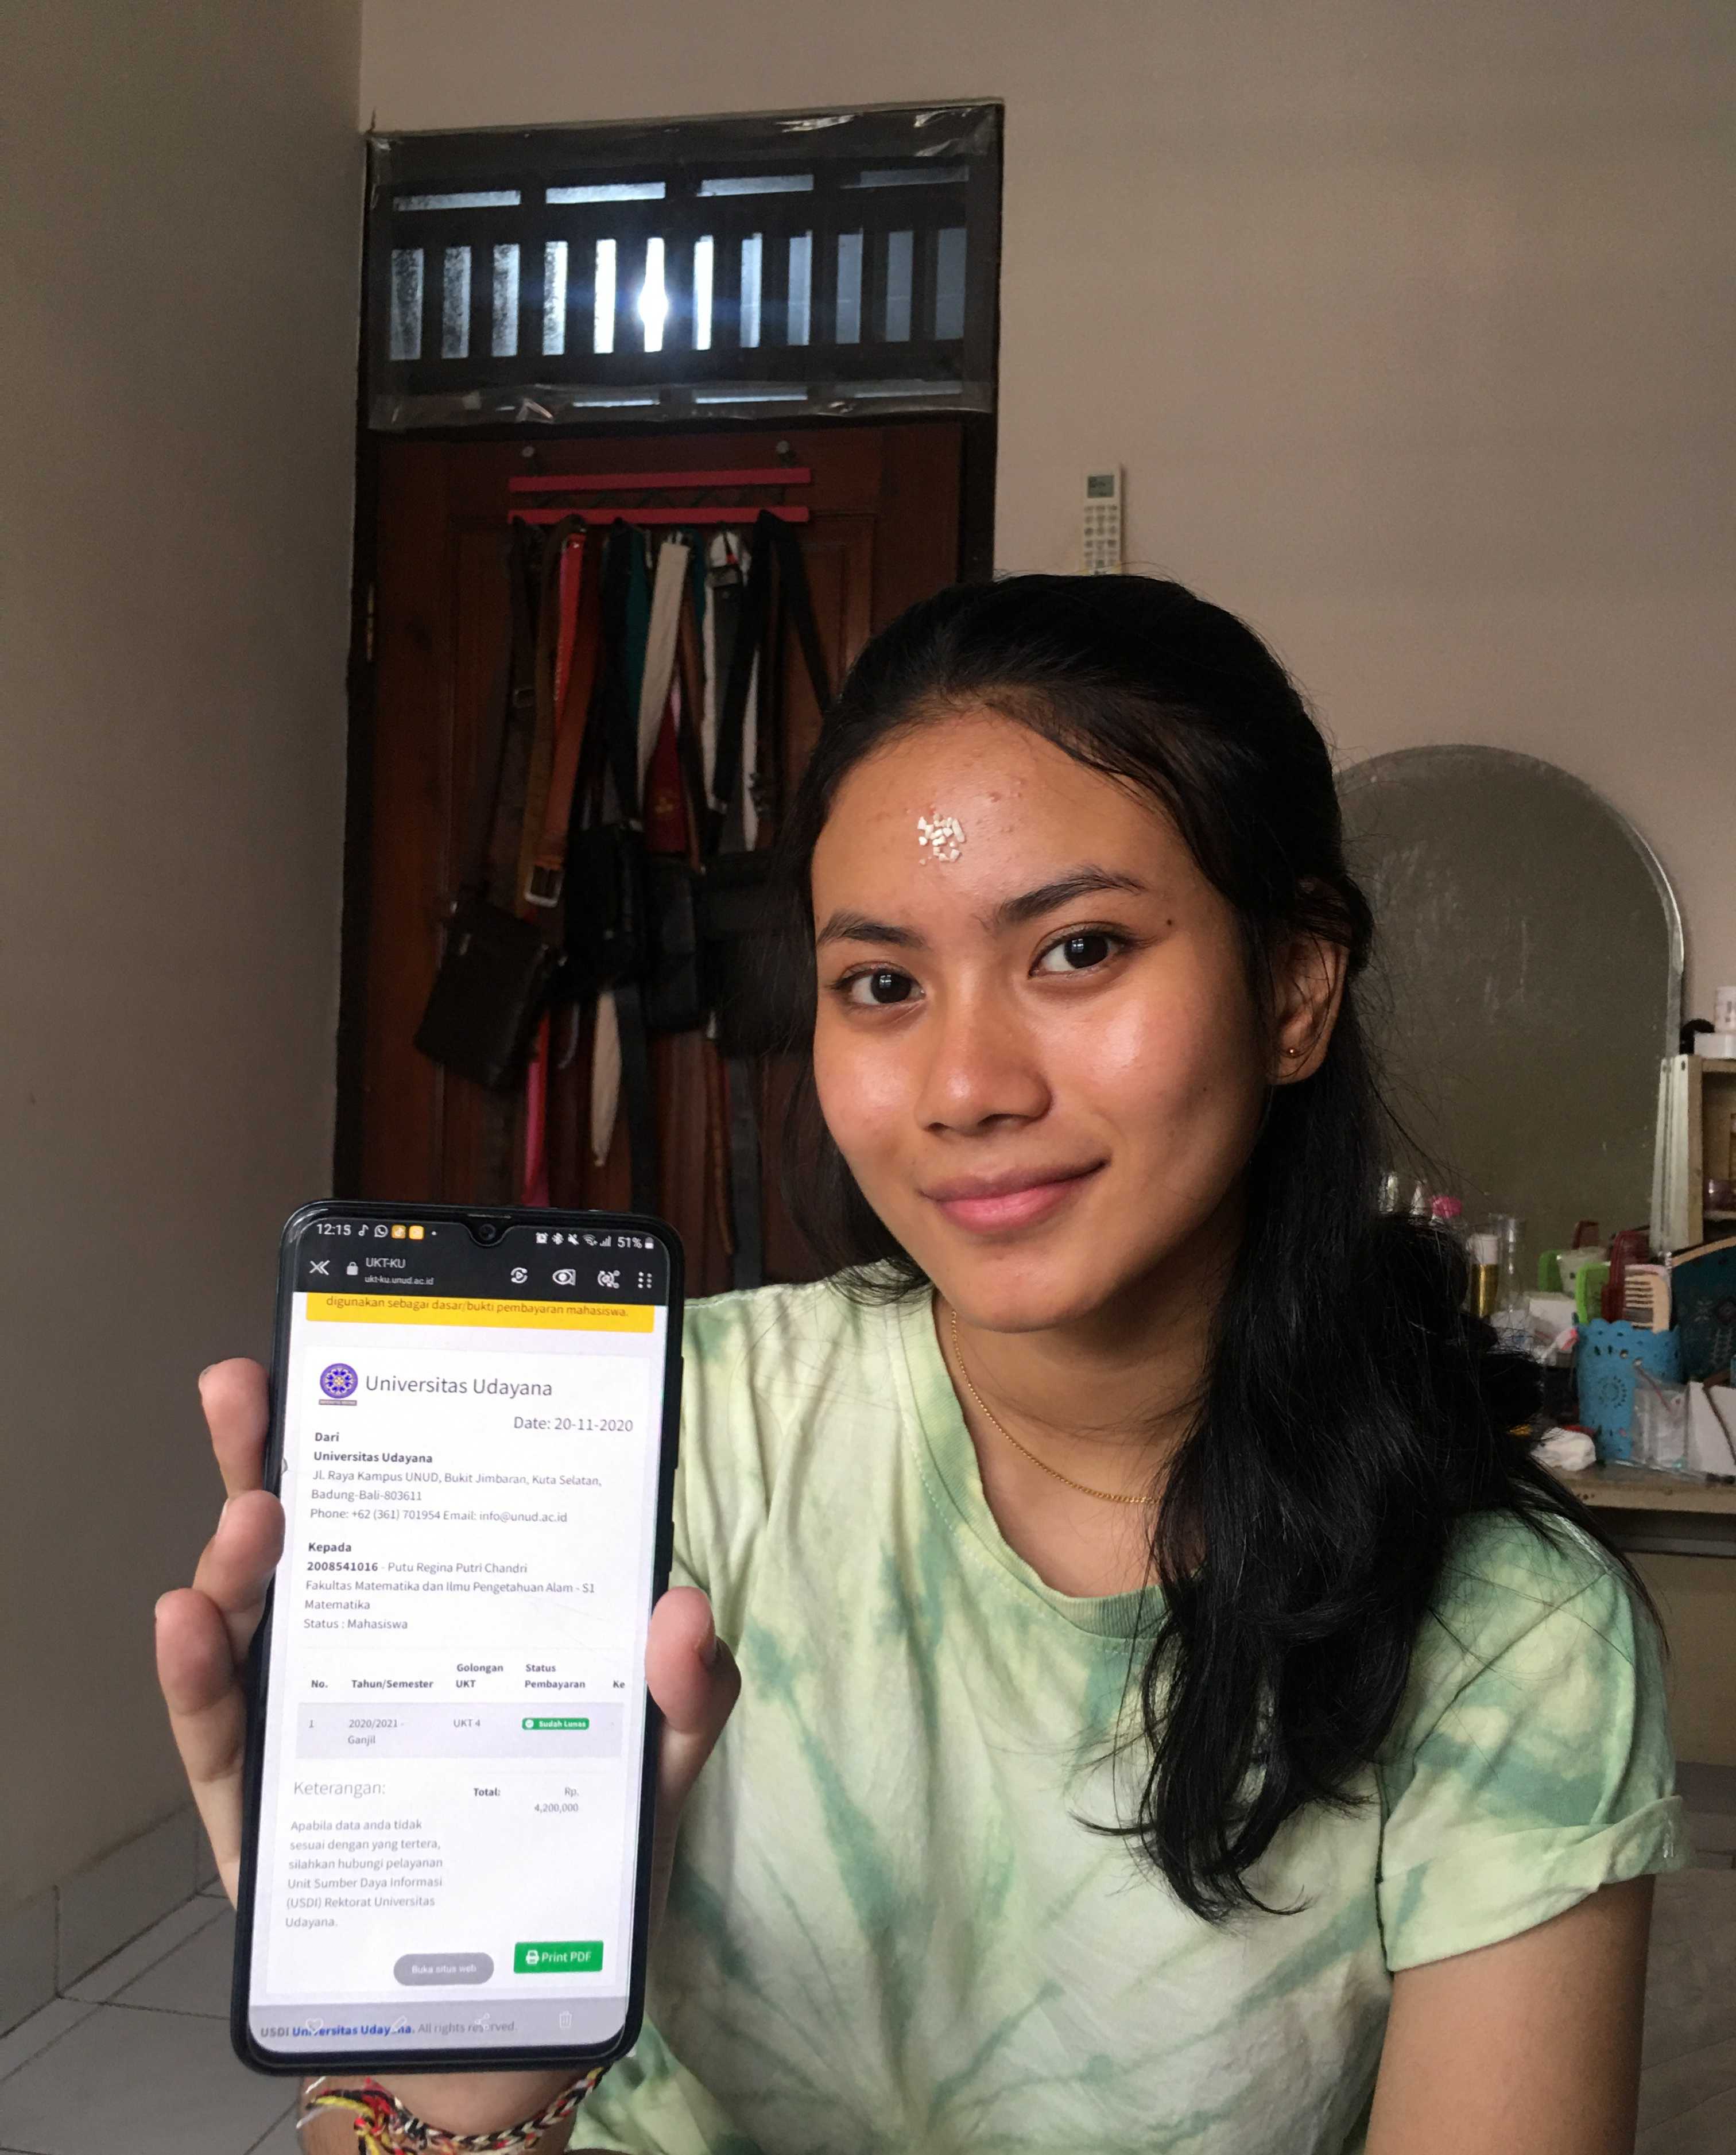 12:15
51%
UKT-KU
ukt-ku.unud.ac.id
digunakan sebagai dasar/bukti pembayaran mahasiswa.
Universitas Udayana
Date: 20-11-2020
Dari
Universitas Udayana
Jl. Raya Kampus UNUD, Bukit Jimbaran, Kuta Selatan,
Badung-Bali-803611
Phone: +62 (361) 701954 Email: info@unud.ac.id
Kepada
2008541016 - Putu Regina Putri Chandri
Fakultas Matematika dan Ilmu Pengetahuan Alam - S1
Matematika
Status : Mahasiswa
No. Tahun/Semester Golongan UKT Status Pembayaran Ke
1 2020/2021 - Ganjil UKT 4 Sudah Lunas
Keterangan:
Total: Rp. 4,200,000
Apabila data anda tidak
sesuai dengan yang tertera,
silahkan hubungi pelayanan
Unit Sumber Daya Informasi
(USDI) Rektorat Universitas
Udayana.
Buka situs web
Print PDF
USDI Universitas Udayana. All rights reserved.